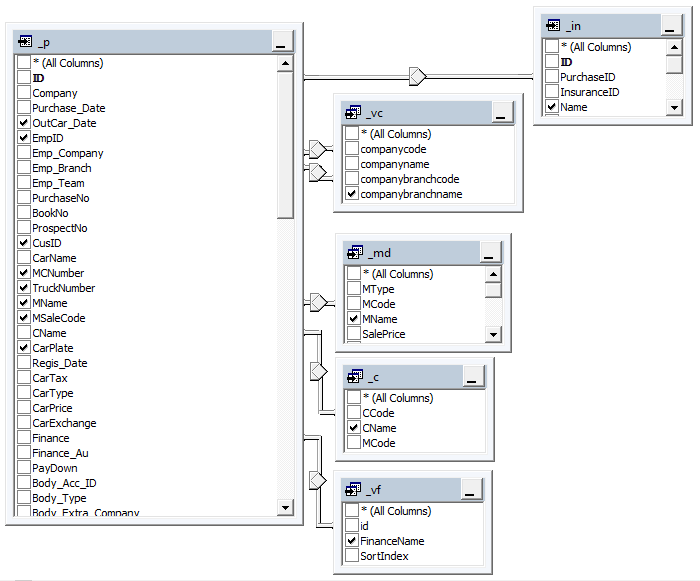 _p
* (All Columns)
ID
Company
Purchase_Date
OutCar_Date
EmpID
Emp_Company
Emp_Branch
Emp_Team
PurchaseNo
BookNo
ProspectNo
CusID
CarName
MCNumber
TruckNumber
MName
MSaleCode
CName
CarPlate
Regis_Date
CarTax
CarType
CarPrice
CarExchange
Finance
Finance_Au
PayDown
Body_Acc_ID
Body_Type
Body_Extra_Company
_in
* (All Columns)
ID
PurchaseID
InsuranceID
Name
_vc
* (All Columns)
companycode
companyname
companybranchcode
companybranchname
_md
* (All Columns)
MType
MCode
MName
SalePrice
_c
* (All Columns)
CCode
CName
MCode
_vf
* (All Columns)
id
FinanceName
SortIndex